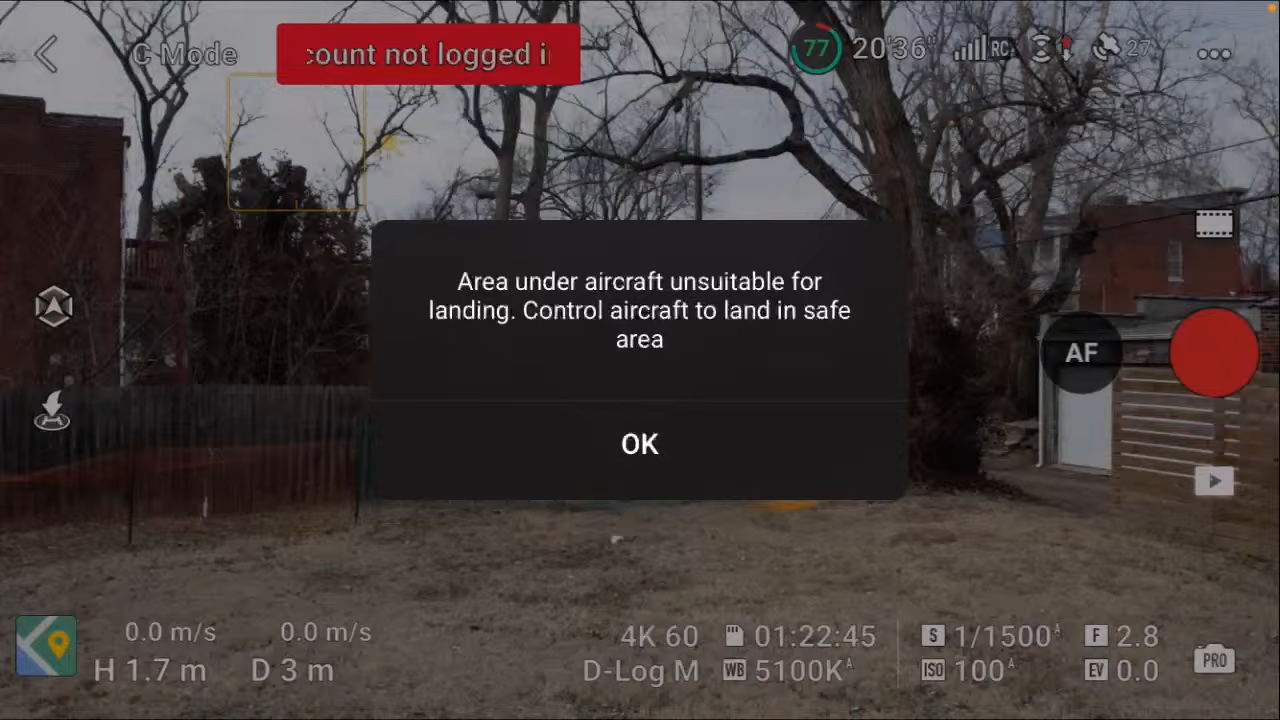 C Mode
count not logged i
77
20'36"
RC
27
Area under aircraft unsuitable for
landing. Control aircraft to land in safe
area
OK
AF
0.0 m/s
0.0 m/s
H 1.7 m
D 3 m
4K 60
01:22:45
D-Log M
WB 5100K A
S 1/1500 A
F 2.8
ISO 100 A
EV 0.0
PRO